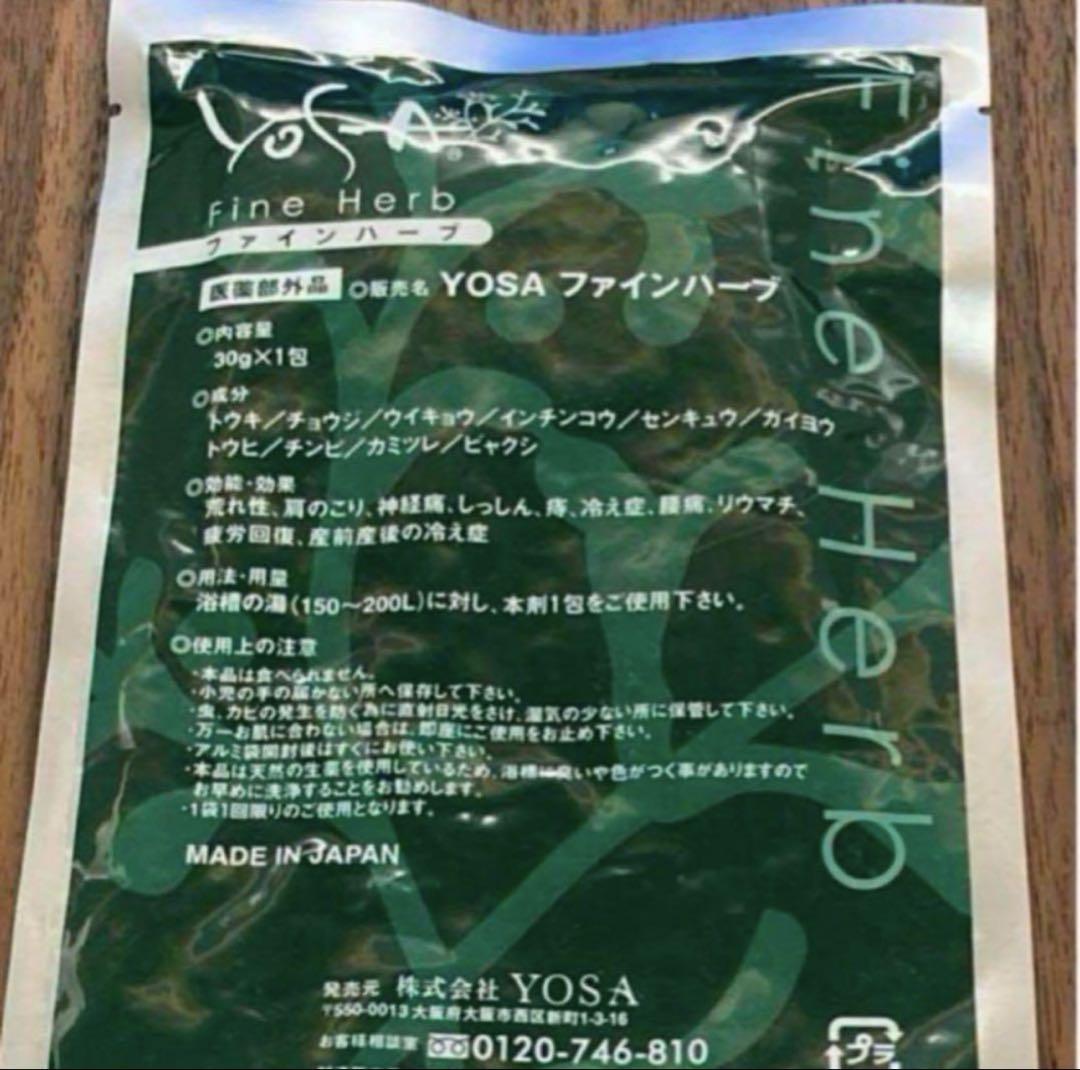 YOSA®
Fine Herb
ファインハーブ
医薬部外品 ◎販売名 YOSA ファインハーブ
◎内容量
30g×1包
◎成分
トウキ/チョウジ/ウイキョウ/インチンコウ/センキュウ/ガイヨウ
トウヒ/チンピ/カミツレ/ビャクシ
◎効能・効果
荒れ性、肩のこり、神経痛、しっしん、痔、冷え症、腰痛、リウマチ、
疲労回復、産前産後の冷え症
◎用法・用量
浴槽の湯(150〜200L)に対し、本剤1包をご使用下さい。
◎使用上の注意
・本品は食べられません。
・小児の手の届かない所へ保存して下さい。
・虫、カビの発生を防ぐ為に直射日光をさけ、湿気の少ない所に保管して下さい。
・万一お肌に合わない場合は、即座にご使用をお止め下さい。
・アルミ袋開封後はすぐにお使い下さい。
・本品は天然の生薬を使用しているため、浴槽に臭いや色がつく事がありますので
お早めに洗浄することをお勧めします。
・1袋1回限りのご使用となります。
MADE IN JAPAN
発売元 株式会社 YOSA
〒550-0013 大阪府大阪市西区新町1-3-16
お客様相談室 0120-746-810
プラ
Fine Herb